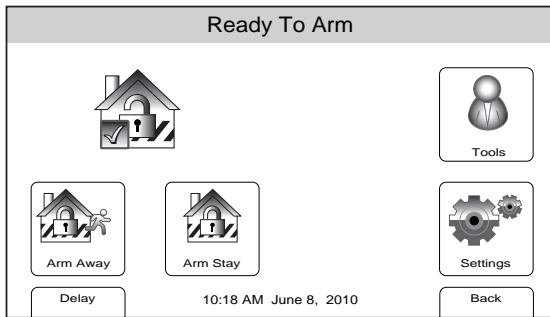 Ready To Arm
Tools
Arm Away
Arm Stay
Settings
Delay
10:18 AM June 8, 2010
Back